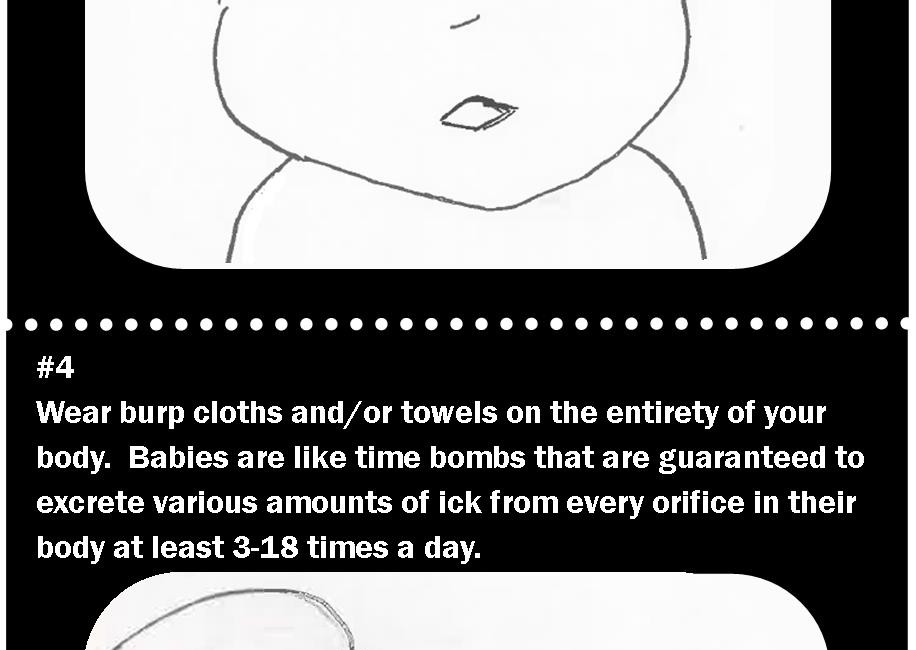 #4
Wear burp cloths and/or towels on the entirety of your
body.  Babies are like time bombs that are guaranteed to
excrete various amounts of ick from every orifice in their
body at least 3-18 times a day.